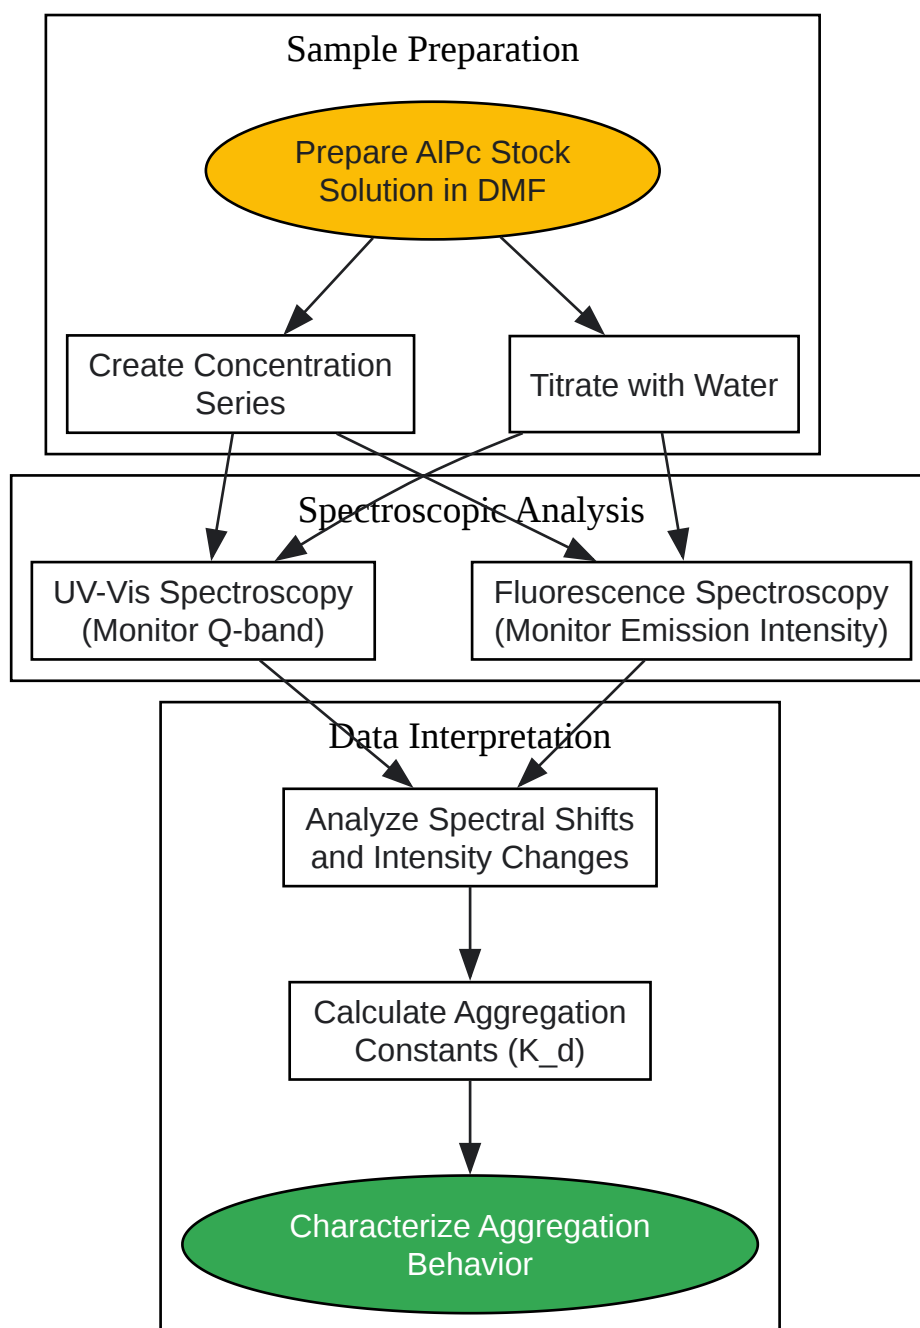 Sample Preparation
Prepare AlPc Stock
Solution in DMF
Create Concentration
Series
Titrate with Water
Spectroscopic Analysis
UV-Vis Spectroscopy
(Monitor Q-band)
Fluorescence Spectroscopy
(Monitor Emission Intensity)
Data Interpretation
Analyze Spectral Shifts
and Intensity Changes
Calculate Aggregation
Constants (K_d)
Characterize Aggregation
Behavior